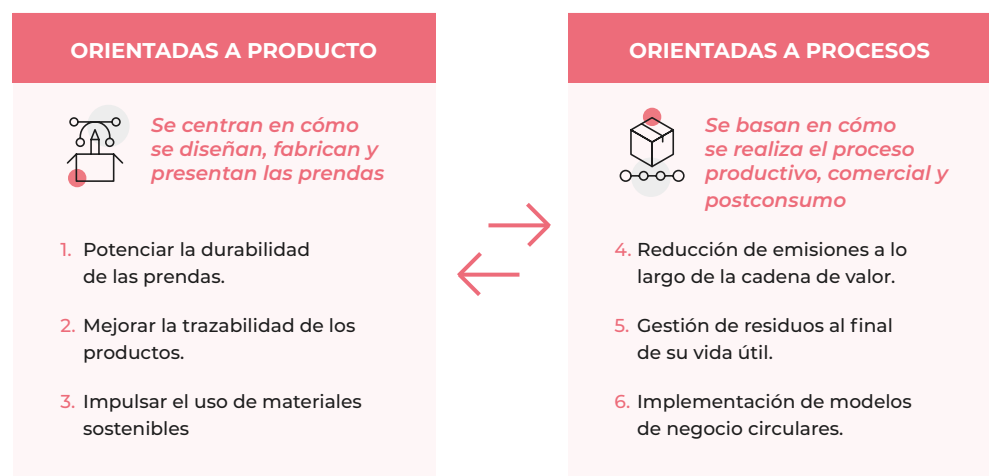 ORIENTADAS A PRODUCTO
Se centran en cómo
se diseñan, fabrican y
presentan las prendas
1. Potenciar la durabilidad
de las prendas.
2. Mejorar la trazabilidad de los
productos.
3. Impulsar el uso de materiales
sostenibles
ORIENTADAS A PROCESOS
Se basan en cómo
se realiza el proceso
productivo, comercial y
postconsumo
4. Reducción de emisiones a lo
largo de la cadena de valor.
5. Gestión de residuos al final
de su vida útil.
6. Implementación de modelos
de negocio circulares.